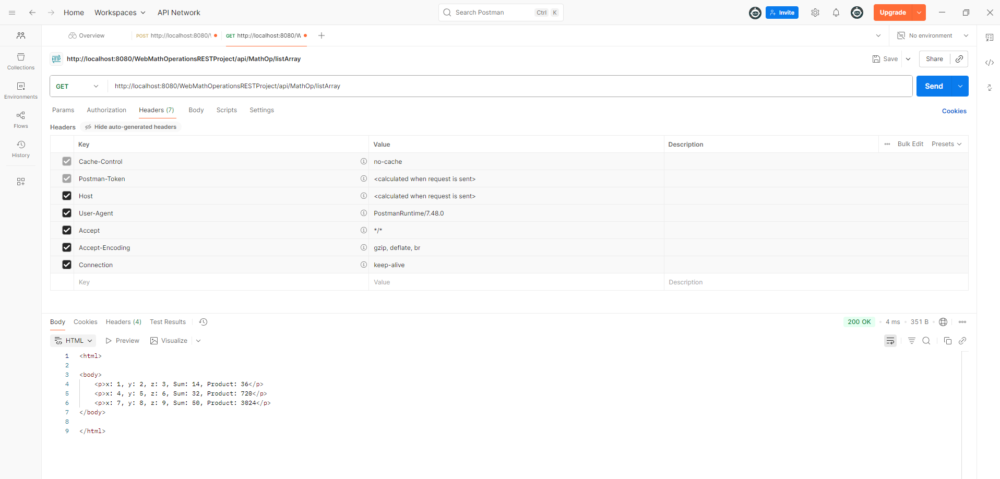 Home Workspaces API Network Search Postman Ctrl K Invite Upgrade
Overview POST http://localhost:8080/ GET http://localhost:8080/W No environment
HTTP http://localhost:8080/WebMathOperationsRESTProject/api/MathOp/listArray Save Share
Collections
Environments
Flows
History
GET http://localhost:8080/WebMathOperationsRESTProject/api/MathOp/listArray Send
Params Authorization Headers (7) Body Scripts Settings Cookies
Headers Hide auto-generated headers
Key Value Description Bulk Edit Presets
Cache-Control no-cache
Postman-Token <calculated when request is sent>
Host <calculated when request is sent>
User-Agent PostmanRuntime/7.48.0
Accept */*
Accept-Encoding gzip, deflate, br
Connection keep-alive
Key Value Description
Body Cookies Headers (4) Test Results 200 OK 4 ms 351 B
HTML Preview Visualize
1 <html>
2
3 <body>
4 <p>x: 1, y: 2, z: 3, Sum: 14, Product: 36</p>
5 <p>x: 4, y: 5, z: 6, Sum: 32, Product: 720</p>
6 <p>x: 7, y: 8, z: 9, Sum: 50, Product: 3024</p>
7 </body>
8
9 </html>